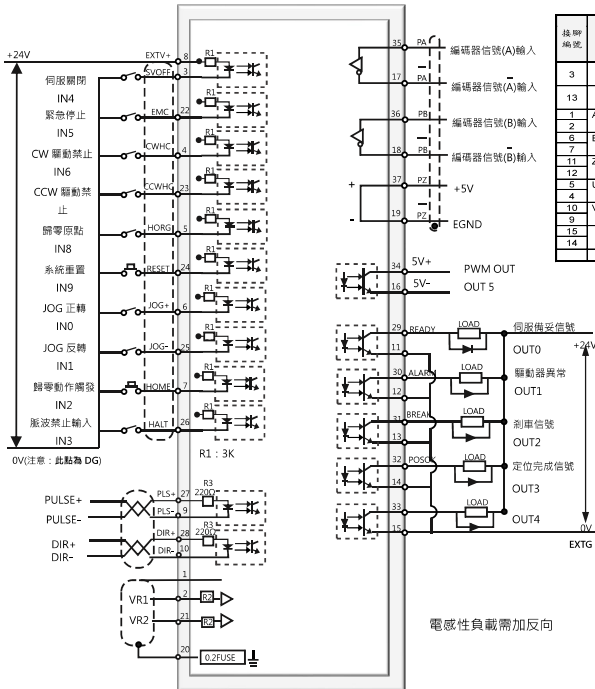 +24V
EXTV+ 8 R1
伺服關閉 SVOFF 3
IN4
R1
緊急停止 EMC 22
IN5
R1
CW 驅動禁止 CWHC 4
IN6
R1
CCW 驅動禁 CCWHC 23
止
R1
歸零原點 HORG 5
IN8
R1
系統重置 RESET 24
IN9
R1
JOG 正轉 JOG+ 6
IN0
R1
JOG 反轉 JOG- 25
IN1
R1
歸零動作觸發 HOME 7
IN2
R1
脈波禁止輸入 HALT 26
IN3
R1：3K
0V(注意：此點為 DG)
PULSE+ PLS+ 27 R3
220Ω
PULSE- PLS- 9
R3
DIR+ DIR+ 28 220Ω
DIR- DIR- 10
1
VR1 2 R2
VR2 21 R2
20 0.2FUSE
35 PA 編碼器信號(A)輸入
17 PA 編碼器信號(A)輸入
36 PB 編碼器信號(B)輸入
18 PB 編碼器信號(B)輸入
+ 37 PZ +5V
- 19 PZ EGND
34 5V+ PWM OUT
16 5V- OUT 5
29 READY LOAD 伺服備妥信號
11 OUT0
+24V
30 ALARM LOAD 驅動器異常
12 OUT1
31 BREAK LOAD 剎車信號
13 OUT2
32 POSOK LOAD 定位完成信號
14 OUT3
33 LOAD
OUT4
15 0V
EXTG
電感性負載需加反向
接腳
編號
3
13
1 A
2
6
7
11
12
5
4
10
9
15
14